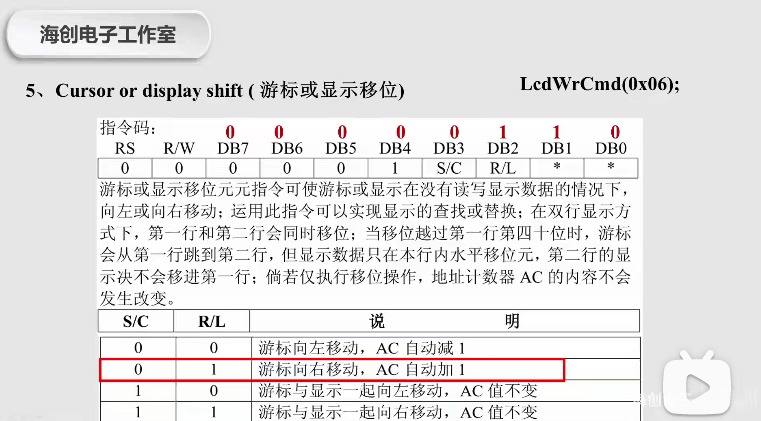 海创电子工作室
5、Cursor or display shift ( 游标或显示移位)
LcdWrCmd(0x06);
指令码:
0 0 0 0 0 1 1 0
RS R/W DB7 DB6 DB5 DB4 DB3 DB2 DB1 DB0
0 0 0 0 0 1 S/C R/L * *
游标或显示移位元元指令可使游标或显示在没有读写显示数据的情况下，
向左或向右移动；运用此指令可以实现显示的查找或替换；在双行显示方
式下，第一行和第二行会同时移位；当移位越过第一行第四十位时，游标
会从第一行跳到第二行，但显示数据只在本行内水平移位元，第二行的显
示决不会移进第一行；倘若仅执行移位操作，地址计数器 AC 的内容不会
发生改变。
S/C R/L 说 明
0 0 游标向左移动，AC 自动减 1
0 1 游标向右移动，AC 自动加 1
1 0 游标与显示一起向左移动，AC 值不变
1 1 游标与显示一起向右移动，AC 值不变
海创